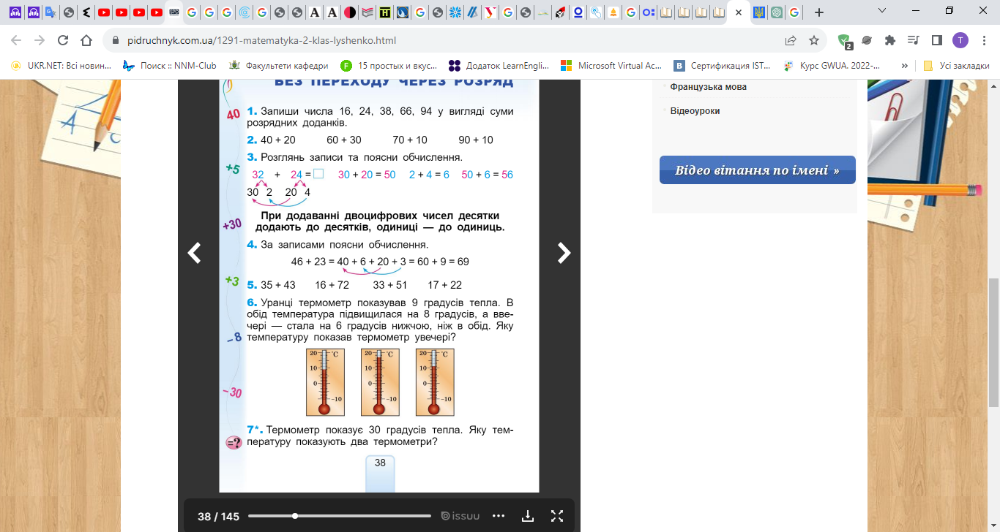 pidruchnyk.com.ua/1291-matematyka-2-klas-lyshenko.html
2
T
UKR.NET: Всі новин...
Поиск :: NNM-Club
Факультети кафедри
15 простых и вкус...
Додаток LearnEngli...
Microsoft Virtual Ac...
Сертификация IST...
Курс GWUA. 2022-...
»
Усі закладки
БЕЗ ПЕРЕХОДУ ЧЕРЕЗ РОЗРЯД
40
1. Запиши числа 16, 24, 38, 66, 94 у вигляді суми
розрядних доданків.
2. 40 + 20 60 + 30 70 + 10 90 + 10
3. Розглянь записи та поясни обчислення.
+5
32 + 24 = □ 30 + 20 = 50 2 + 4 = 6 50 + 6 = 56
30 2 20 4
При додаванні двоцифрових чисел десятки
додають до десятків, одиниці — до одиниць.
+30
4. За записами поясни обчислення.
46 + 23 = 40 + 6 + 20 + 3 = 60 + 9 = 69
+3
5. 35 + 43 16 + 72 33 + 51 17 + 22
6. Уранці термометр показував 9 градусів тепла. В
обід температура підвищилася на 8 градусів, а вве-
чері — стала на 6 градусів нижчою, ніж в обід. Яку
−8
температуру показав термометр увечері?
20 °C 20 °C 20 °C
10 10 10
0 0 0
−10 −10 −10
−30
7*. Термометр показує 30 градусів тепла. Яку тем-
пературу показують два термометри?
=?
38
38 / 145
issuu
Французька мова
Відеоуроки
Відео вітання по імені »